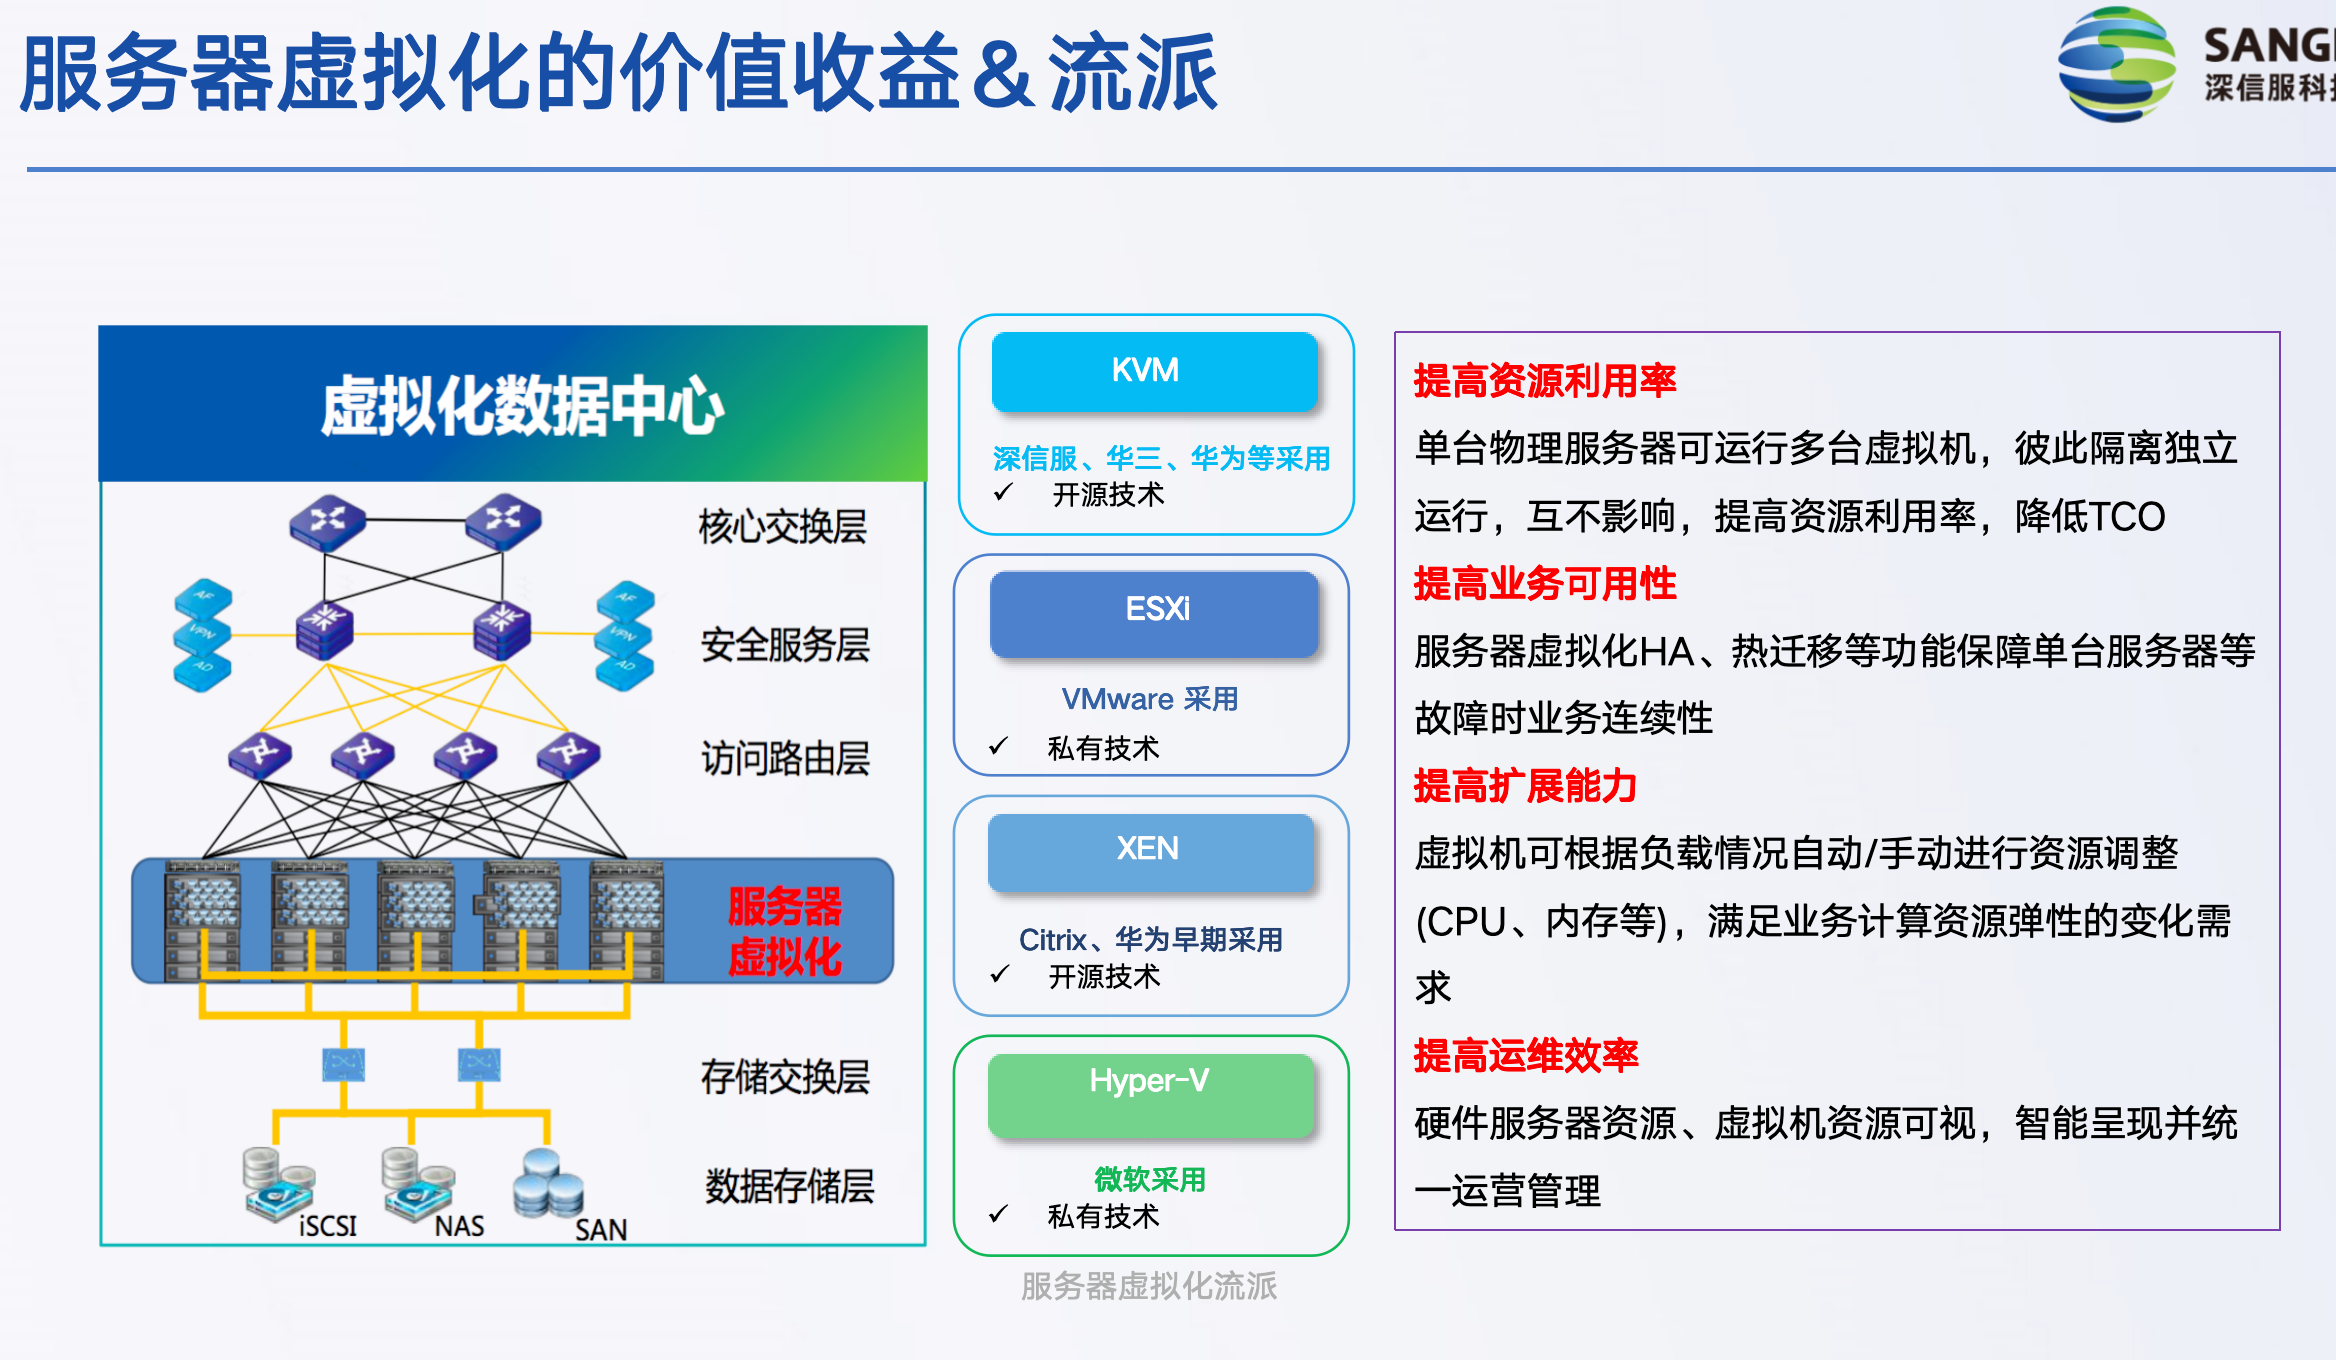 服务器虚拟化的价值收益＆流派
SANG
深信服科技
虚拟化数据中心
核心交换层
AF
AF
VPN
VPN
AD
AD
安全服务层
访问路由层
服务器
虚拟化
存储交换层
数据存储层
iSCSI
NAS
SAN
KVM
深信服、华三、华为等采用
✓ 开源技术
ESXi
VMware 采用
✓ 私有技术
XEN
Citrix、华为早期采用
✓ 开源技术
Hyper-V
微软采用
✓ 私有技术
服务器虚拟化流派
提高资源利用率
单台物理服务器可运行多台虚拟机，彼此隔离独立
运行，互不影响，提高资源利用率，降低TCO
提高业务可用性
服务器虚拟化HA、热迁移等功能保障单台服务器等
故障时业务连续性
提高扩展能力
虚拟机可根据负载情况自动/手动进行资源调整
(CPU、内存等)，满足业务计算资源弹性的变化需
求
提高运维效率
硬件服务器资源、虚拟机资源可视，智能呈现并统
一运营管理